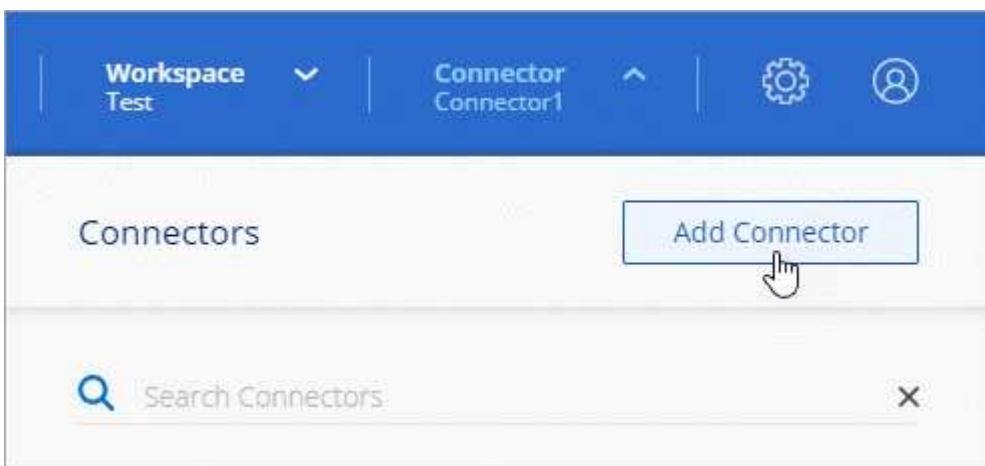 Workspace
Test
Connector
Connector1
Connectors
Add Connector
Search Connectors